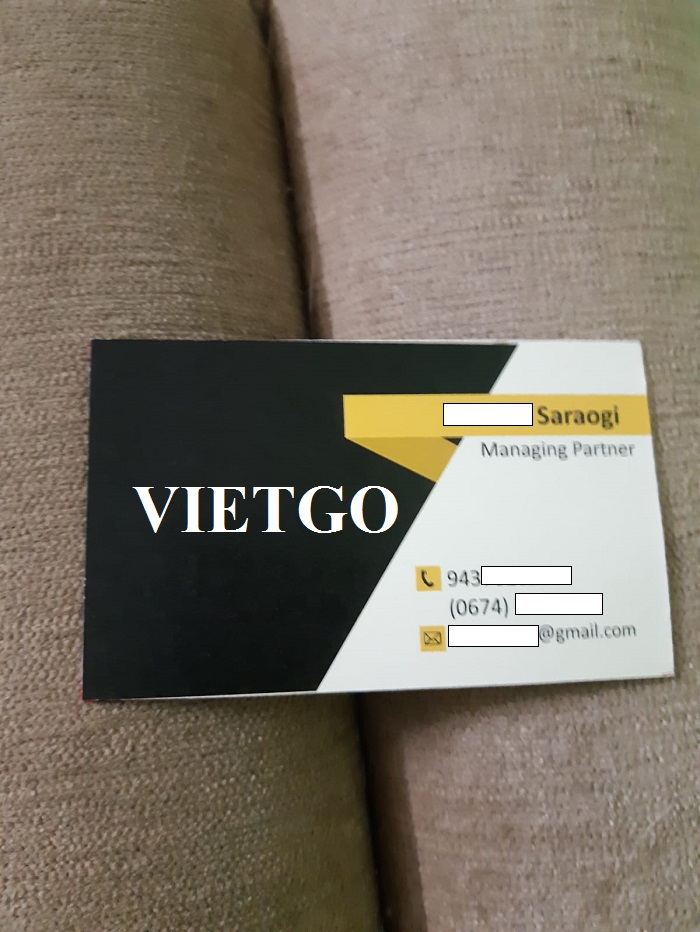 VIETGO
Saraogi
Managing Partner
943
(0674)
@gmail.com